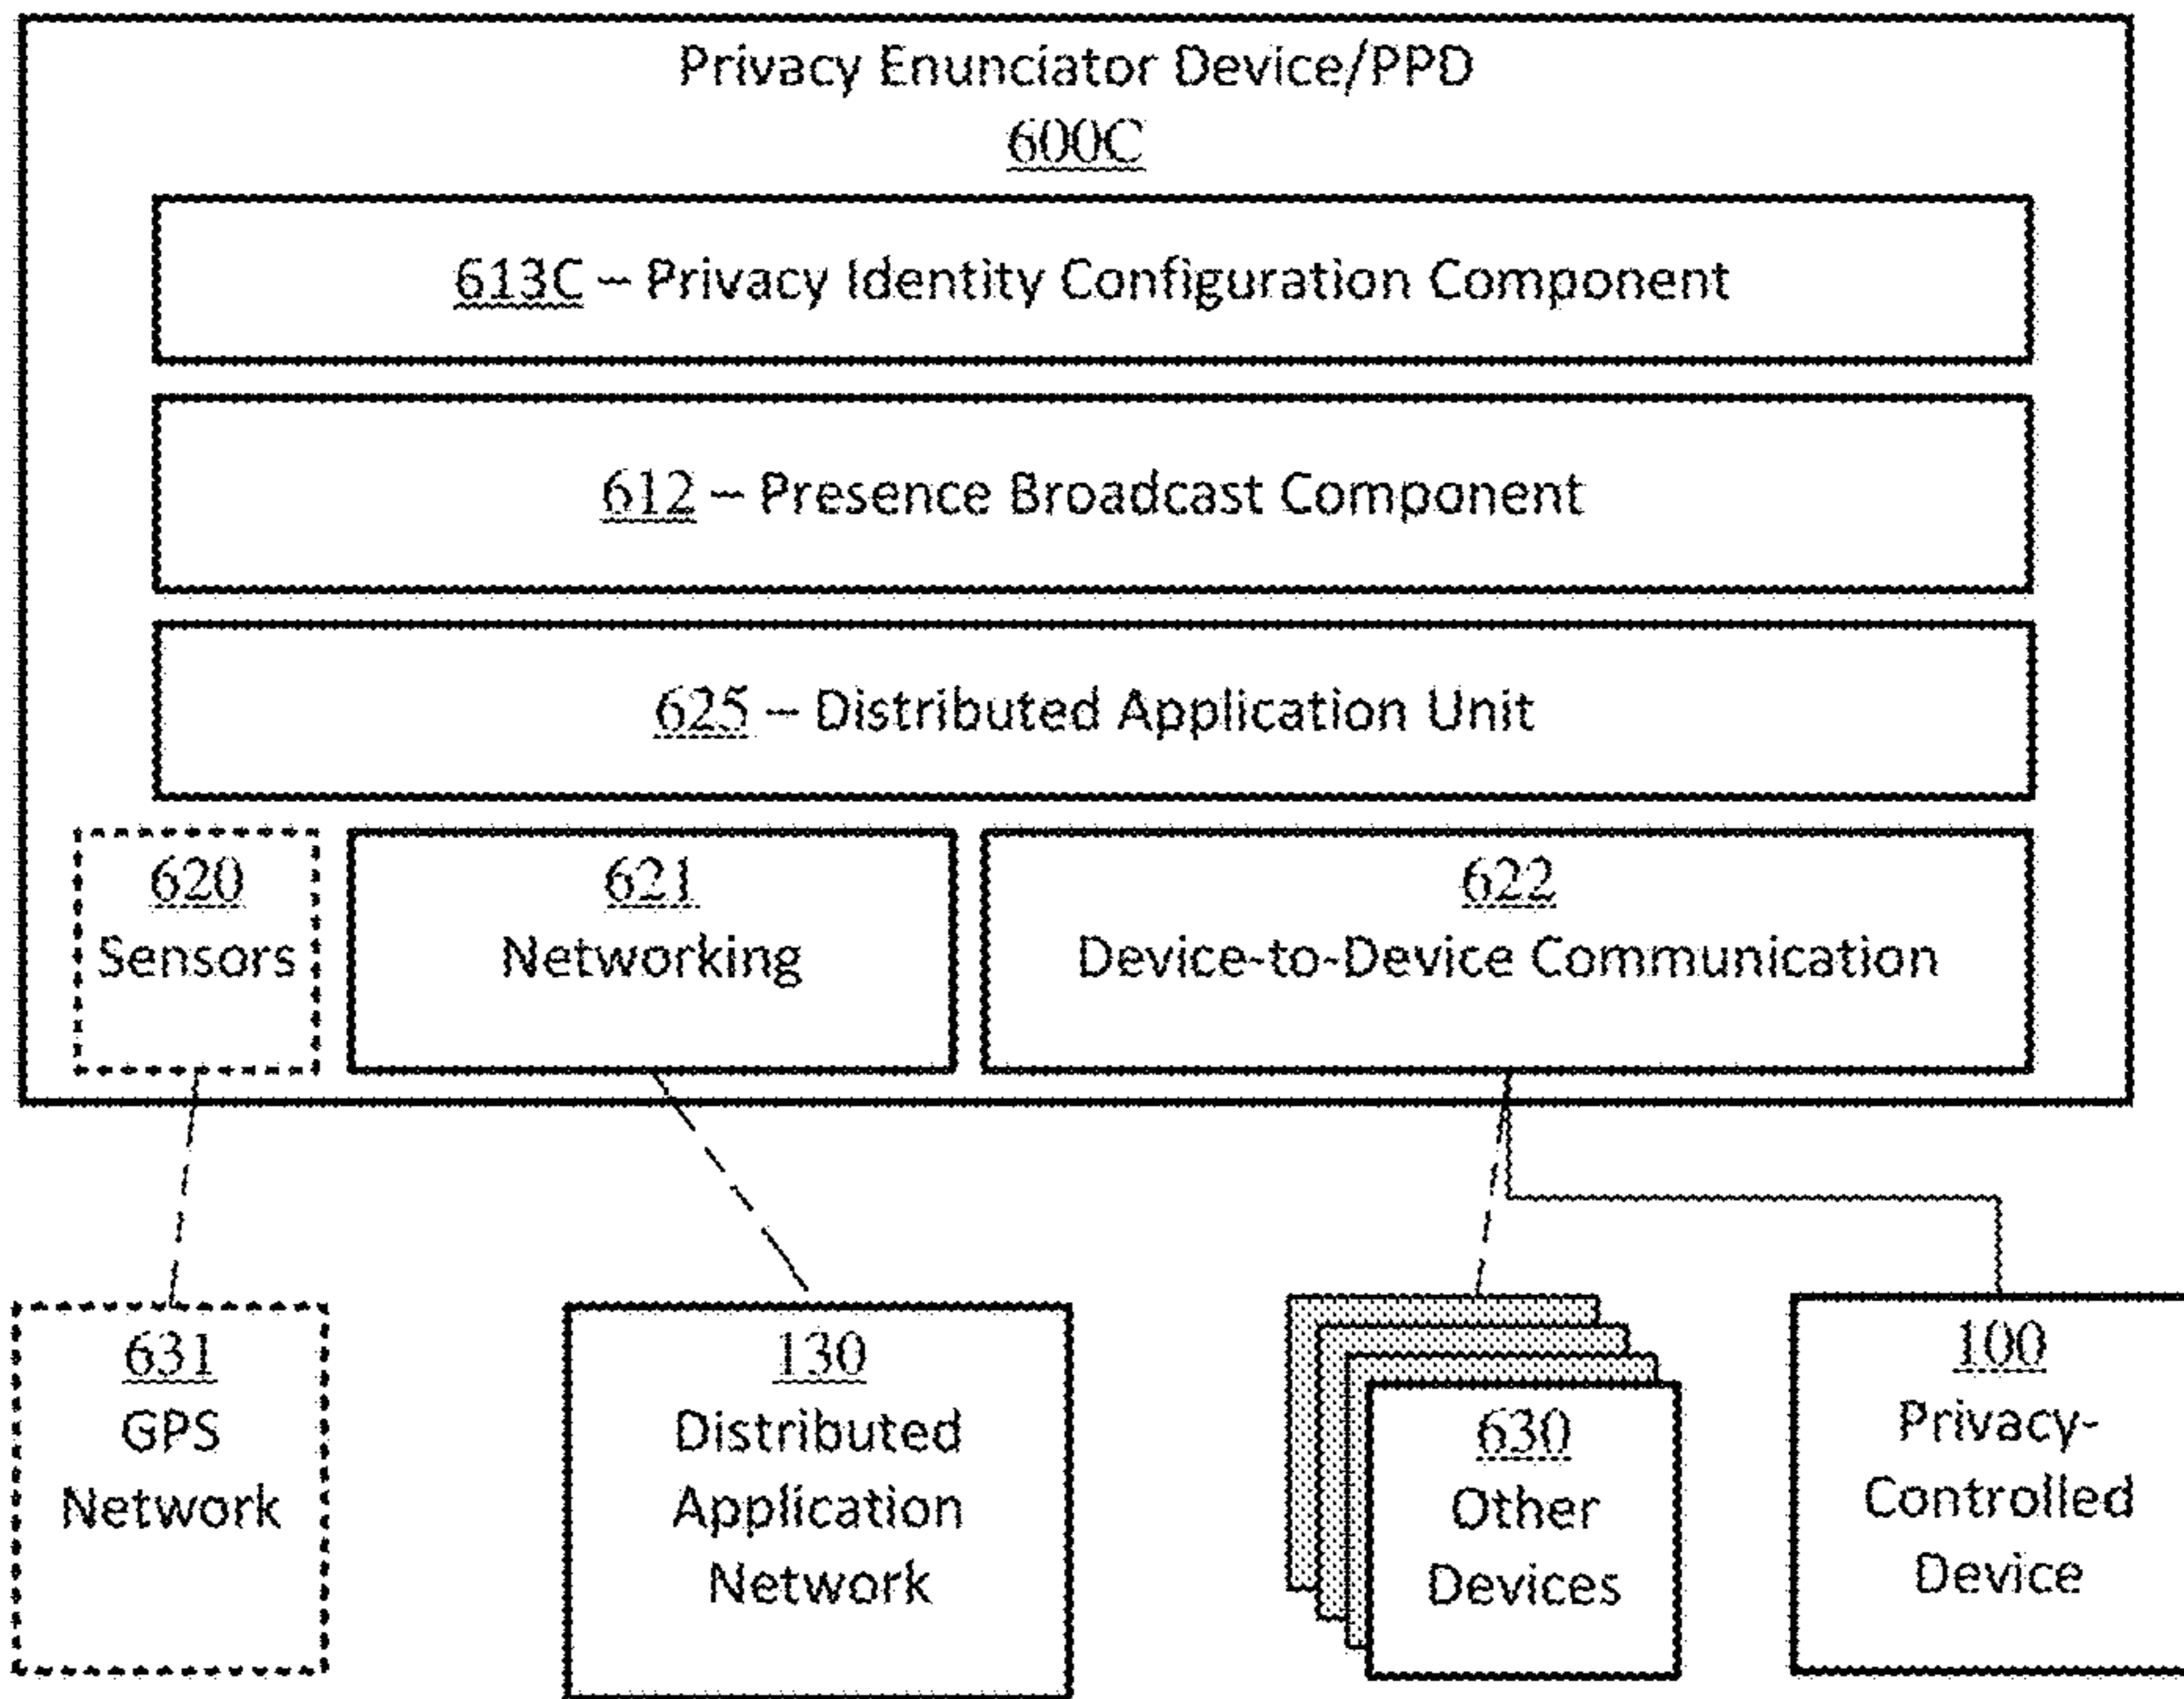 Privacy Enunciator Device/PPD
600C
613C – Privacy Identity Configuration Component
612 – Presence Broadcast Component
625 – Distributed Application Unit
620
Sensors
621
Networking
622
Device-to-Device Communication
631
GPS
Network
130
Distributed
Application
Network
630
Other
Devices
100
Privacy-
Controlled
Device